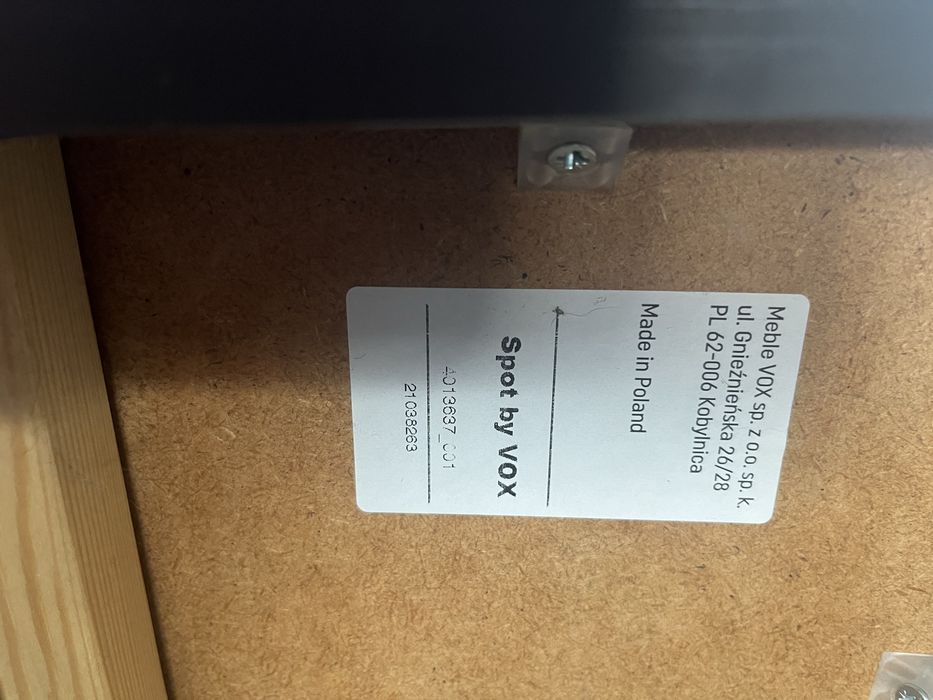 Meble VOX sp. z o.o. sp. k.
ul. Gnieźnieńska 26/28
PL 62-006 Kobylnica
Made in Poland
Spot by VOX
4013637_001
21038263